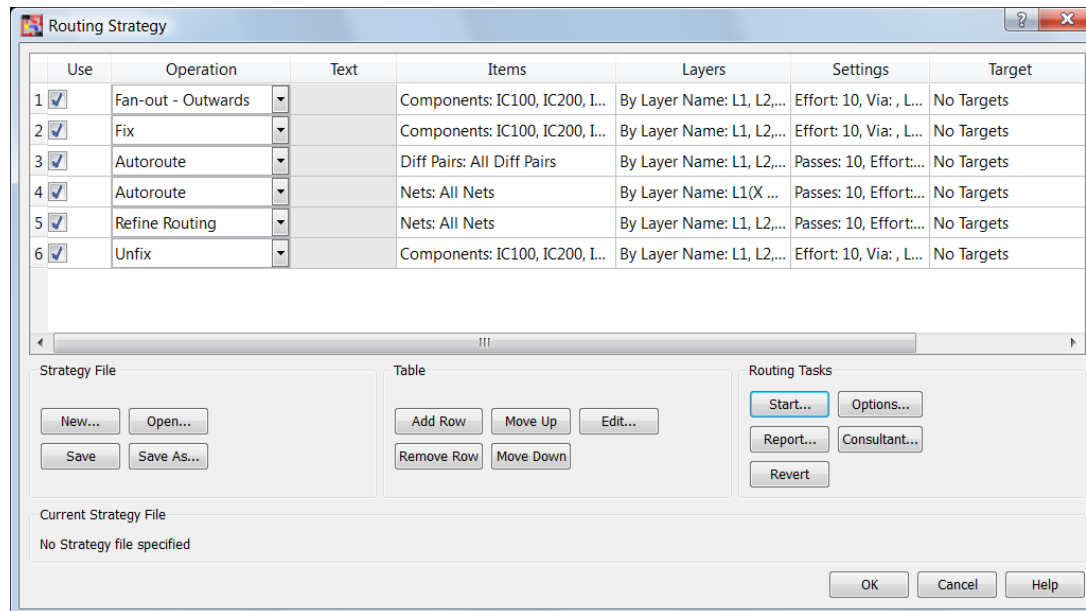 Routing Strategy ? X
Use Operation Text Items Layers Settings Target
1 Fan-out - Outwards Components: IC100, IC200, I... By Layer Name: L1, L2,... Effort: 10, Via: , L... No Targets
2 Fix Components: IC100, IC200, I... By Layer Name: L1, L2,... Effort: 10, Via: , L... No Targets
3 Autoroute Diff Pairs: All Diff Pairs By Layer Name: L1, L2,... Passes: 10, Effort:... No Targets
4 Autoroute Nets: All Nets By Layer Name: L1(X ... Passes: 10, Effort:... No Targets
5 Refine Routing Nets: All Nets By Layer Name: L1, L2,... Passes: 10, Effort:... No Targets
6 Unfix Components: IC100, IC200, I... By Layer Name: L1, L2,... Effort: 10, Via: , L... No Targets
Strategy File Table Routing Tasks
New... Open... Add Row Move Up Edit... Start... Options...
Save Save As... Remove Row Move Down Report... Consultant...
Revert
Current Strategy File
No Strategy file specified
OK Cancel Help